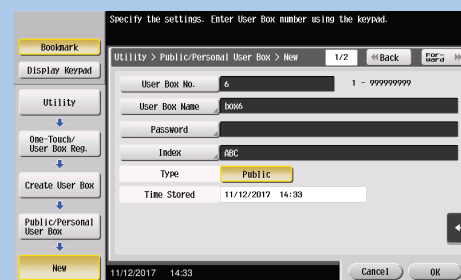 Specify the settings. Enter User Box number using the keypad.
Bookmark
Display Keypad
Utility
One-Touch/
User Box Reg.
Create User Box
Public/Personal
User Box
New
Utility > Public/Personal User Box > New
1/2
Back
For-
ward
User Box No.
6
1 - 999999999
User Box Name
box6
Password
Index
ABC
Type
Public
Time Stored
11/12/2017 14:33
11/12/2017 14:33
Cancel
OK